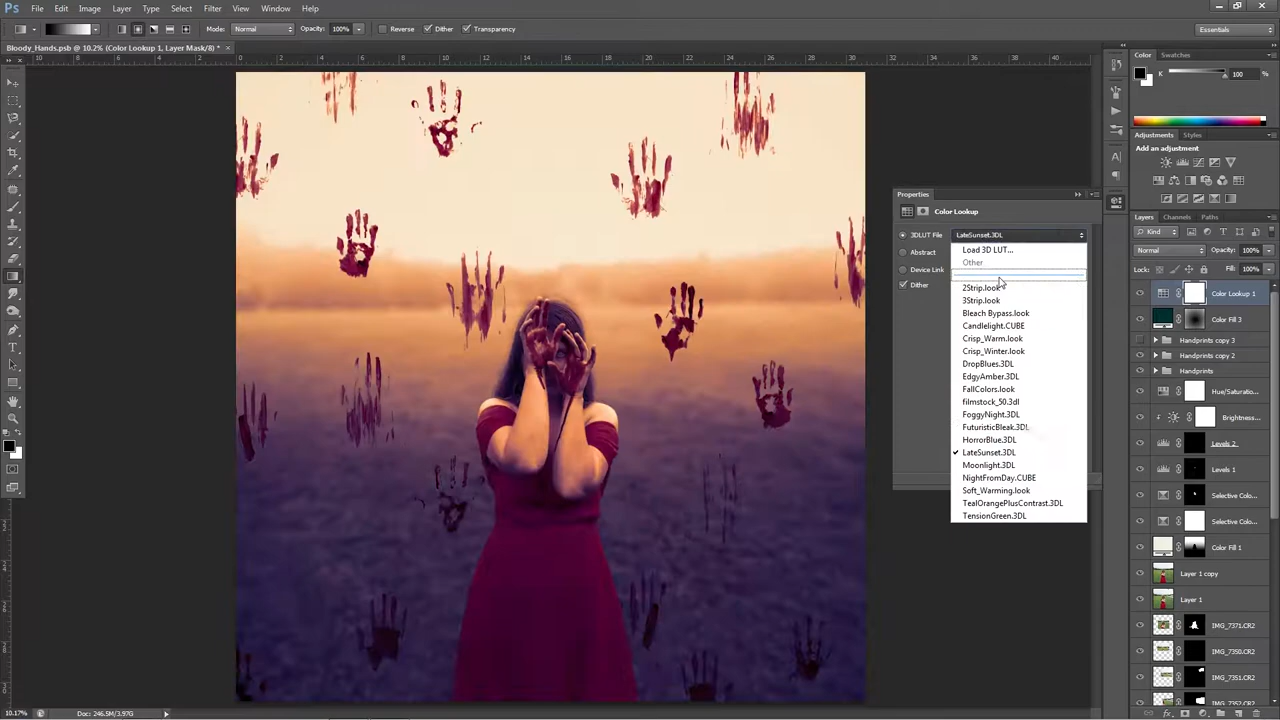 Ps File Edit Image Layer Type Select Filter View Window Help
Mode: Normal Opacity: 100% Reverse Dither Transparency Essentials
Bloody_Hands.psb @ 10.2% (Color Lookup 1, Layer Mask/8) *
Color Swatches
K 100 %
Adjustments Styles
Add an adjustment
Properties
Color Lookup
3DLUT File LateSunset.3DL
Abstract
Device Link
Dither
Load 3D LUT...
Other
2Strip.look
3Strip.look
Bleach Bypass.look
Candlelight.CUBE
Crisp_Warm.look
Crisp_Winter.look
DropBlues.3DL
EdgyAmber.3DL
FallColors.look
filmstock_50.3dl
FoggyNight.3DL
FuturisticBleak.3DL
HorrorBlue.3DL
LateSunset.3DL
Moonlight.3DL
NightFromDay.CUBE
Soft_Warming.look
TealOrangePlusContrast.3DL
TensionGreen.3DL
Layers Channels Paths
Kind
Normal Opacity: 100%
Lock: Fill: 100%
Color Lookup 1
Color Fill 3
Handprints copy 3
Handprints copy 2
Handprints
Hue/Saturatio...
Brightness...
Levels 2
Levels 1
Selective Colo...
Selective Colo...
Color Fill 1
Layer 1 copy
Layer 1
IMG_7371.CR2
IMG_7350.CR2
IMG_7351.CR2
IMG_7352.CR2
10.17% Doc: 246.5M/3.97G